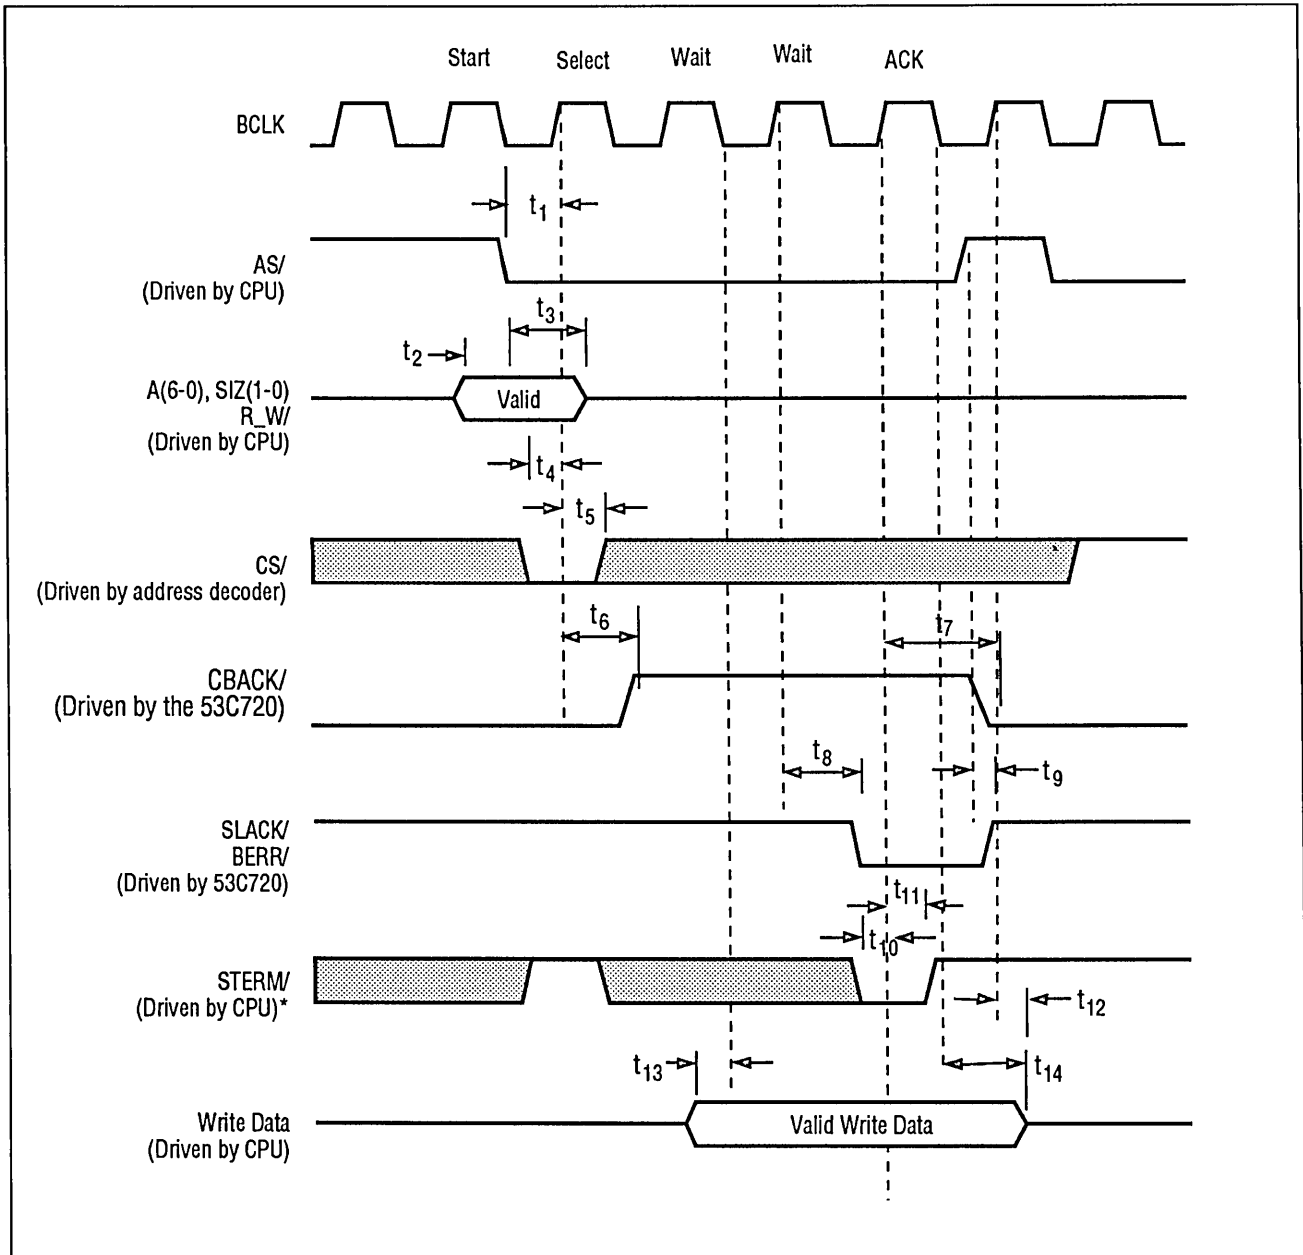 Start Select Wait Wait ACK
BCLK
t1
AS/
(Driven by CPU)
t3
t2
A(6-0), SIZ(1-0)
R_W/
(Driven by CPU)
Valid
t4
t5
CS/
(Driven by address decoder)
t6
t7
CBACK/
(Driven by the 53C720)
t8
t9
SLACK/
BERR/
(Driven by 53C720)
t11
t10
STERM/
(Driven by CPU)*
t12
t13
t14
Write Data
(Driven by CPU)
Valid Write Data